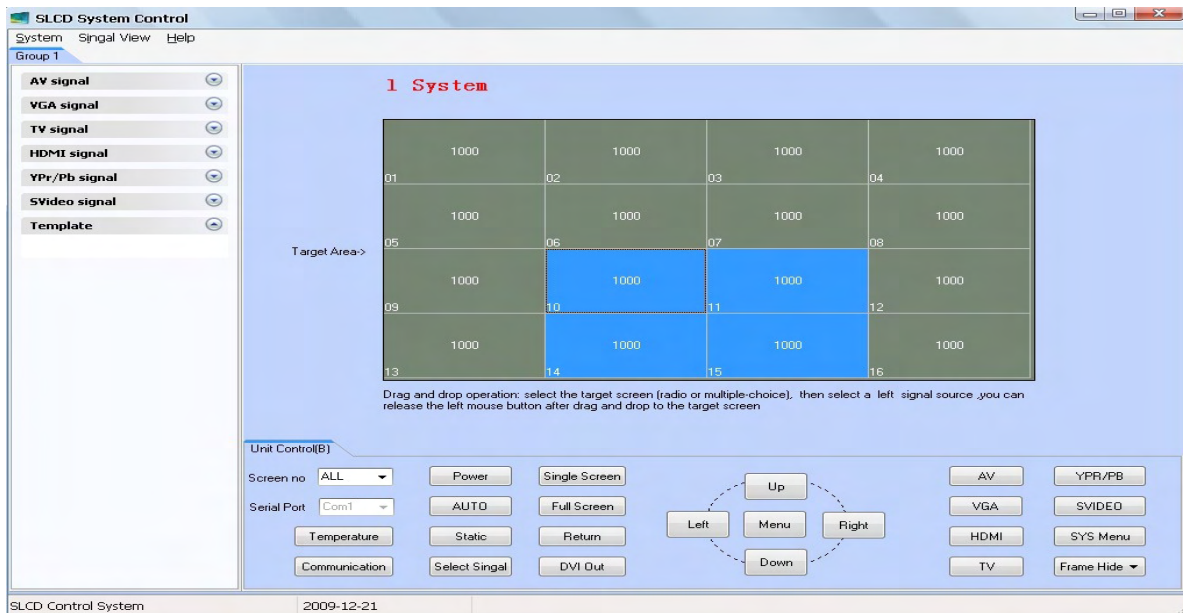 SLCD System Control
System Singal View Help
Group 1
AV signal
VGA signal
TV signal
HDMI signal
YPr/Pb signal
SVideo signal
Template
1 System
Target Area->
1000 1000 1000 1000
01 02 03 04
1000 1000 1000 1000
05 06 07 08
1000 1000 1000 1000
09 10 11 12
1000 1000 1000 1000
13 14 15 16
Drag and drop operation: select the target screen (radio or multiple-choice), then select a left signal source ,you can
release the left mouse button after drag and drop to the target screen
Unit Control(B)
Screen no ALL Power Single Screen
Serial Port Com1 AUTO Full Screen
Temperature Static Return
Communication Select Singal DVI Out
Up
Left Menu Right
Down
AV YPR/PB
VGA SVIDEO
HDMI SYS Menu
TV Frame Hide
SLCD Control System 2009-12-21